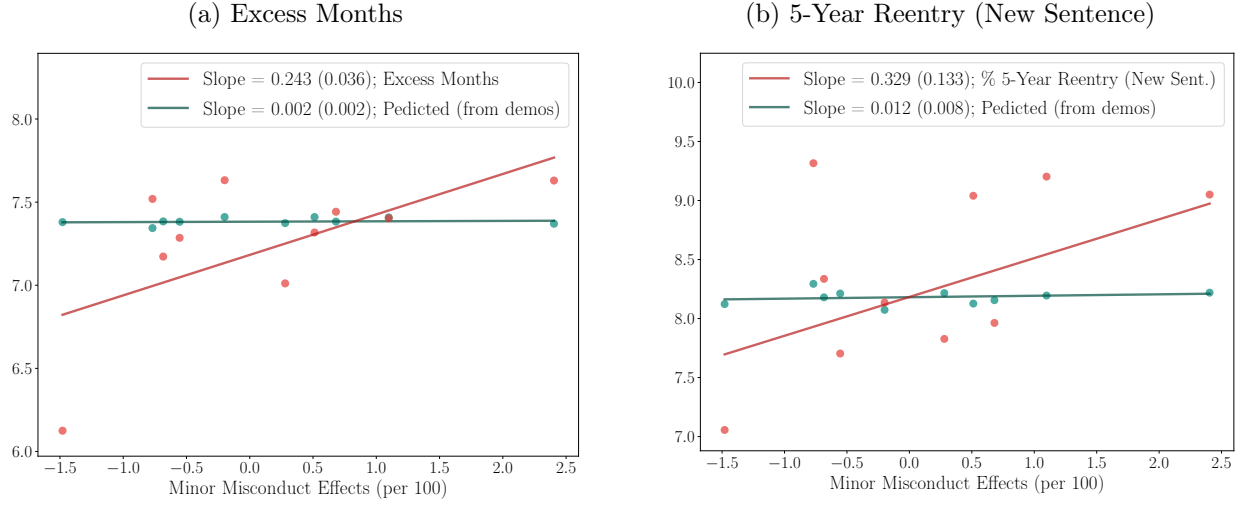 (a) Excess Months
Slope = 0.243 (0.036); Excess Months
Slope = 0.002 (0.002); Pedicted (from demos)
8.0
7.5
7.0
6.5
6.0
−1.5 −1.0 −0.5 0.0 0.5 1.0 1.5 2.0 2.5
Minor Misconduct Effects (per 100)
(b) 5-Year Reentry (New Sentence)
Slope = 0.329 (0.133); % 5-Year Reentry (New Sent.)
Slope = 0.012 (0.008); Pedicted (from demos)
10.0
9.5
9.0
8.5
8.0
7.5
7.0
−1.5 −1.0 −0.5 0.0 0.5 1.0 1.5 2.0 2.5
Minor Misconduct Effects (per 100)